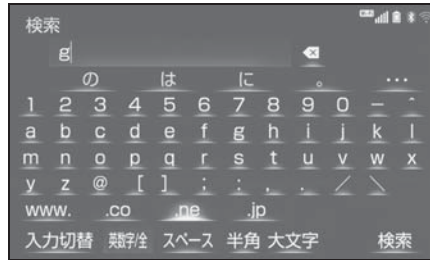 検索
g
の は に 。 ...
1 2 3 4 5 6 7 8 9 0 - ^
a b c d e f g h i j k l
m n o p q r s t u v w x
y z @ [ ] ; : , . / \
www. .co .ne .jp
入力切替 英数字/全 スペース 半角 大文字 検索